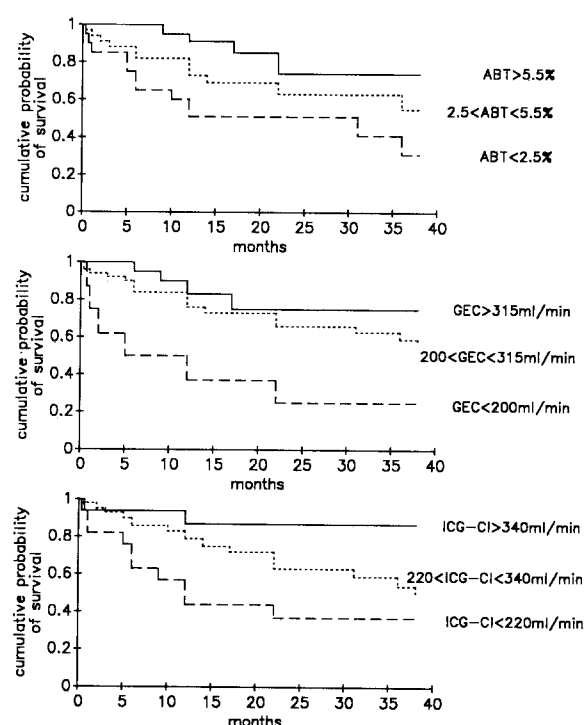 cumulative probability
of survival
1
0.8
0.6
0.4
0.2
0
ABT>5.5%
2.5<ABT<5.5%
ABT<2.5%
0 5 10 15 20 25 30 35 40
months
cumulative probability
of survival
1
0.8
0.6
0.4
0.2
0
GEC>315ml/min
200<GEC<315ml/min
GEC<200ml/min
0 5 10 15 20 25 30 35 40
months
cumulative probability
of survival
1
0.8
0.6
0.4
0.2
0
ICG-Cl>340ml/min
220<ICG-Cl<340ml/min
ICG-Cl<220ml/min
0 5 10 15 20 25 30 35 40
months